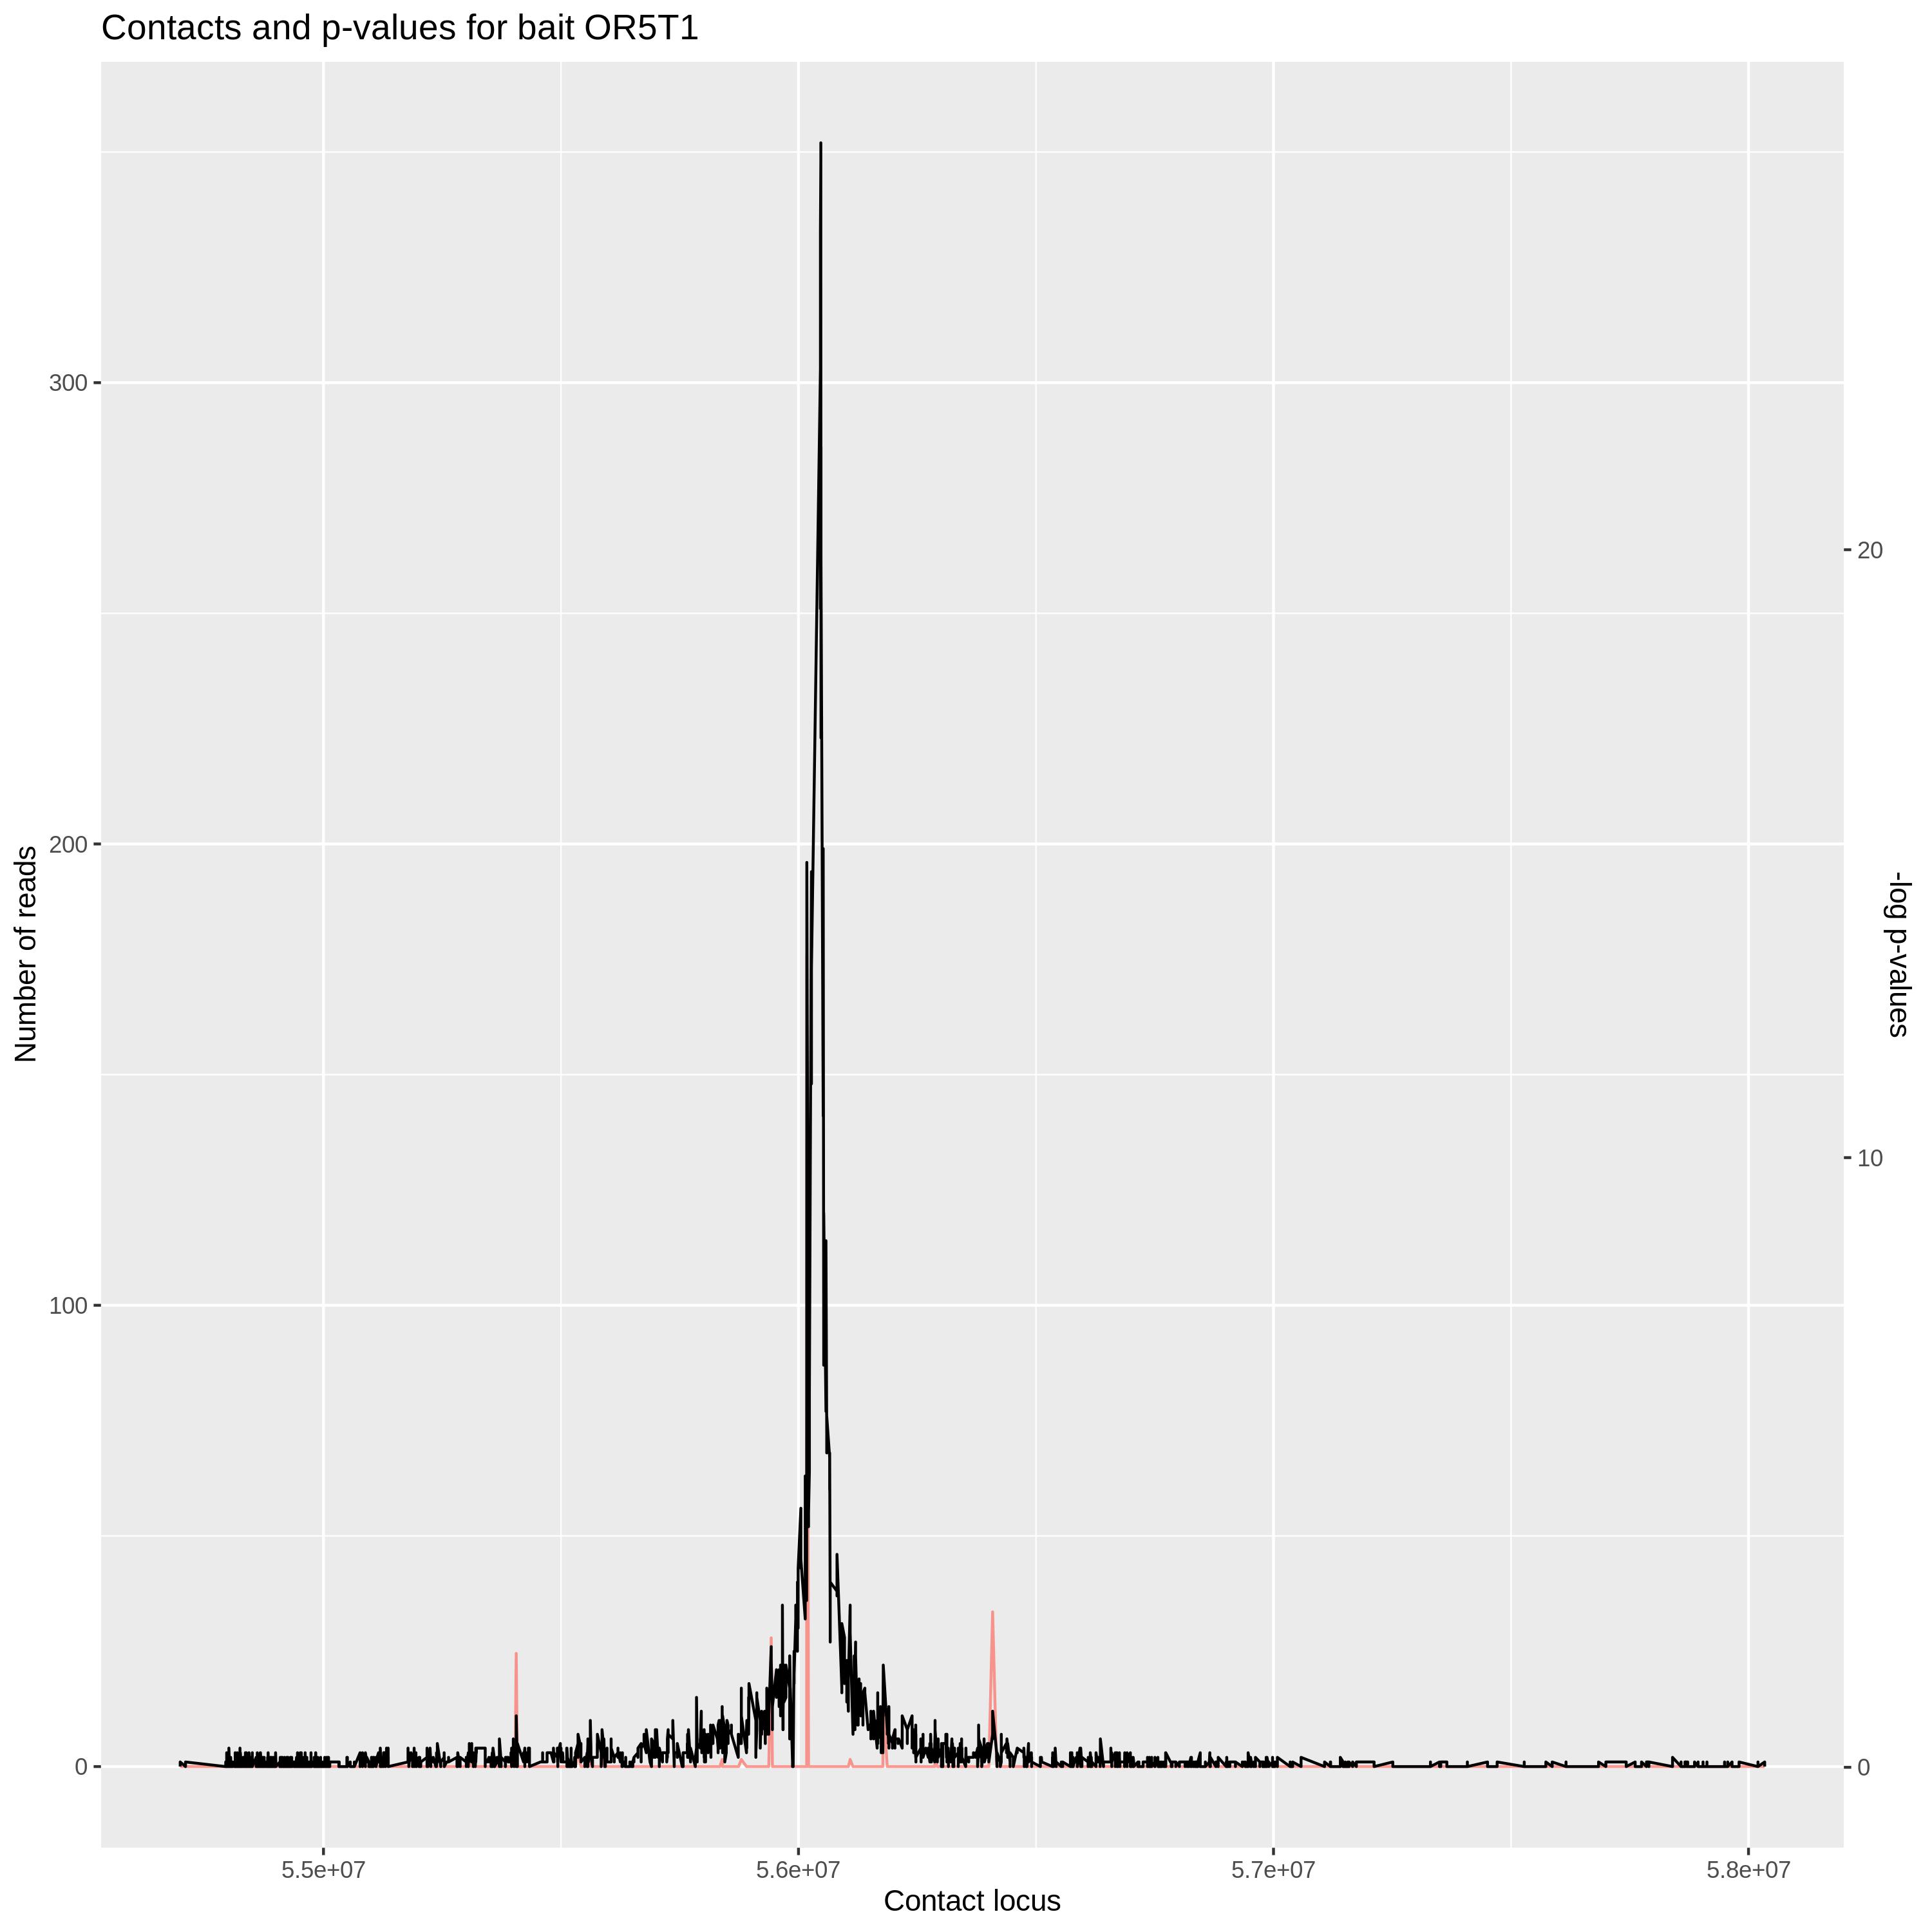 Contacts and p-values for bait OR5T1
300
200
100
0
Number of reads
20
10
0
-log p-values
5.5e+07
5.6e+07
5.7e+07
5.8e+07
Contact locus